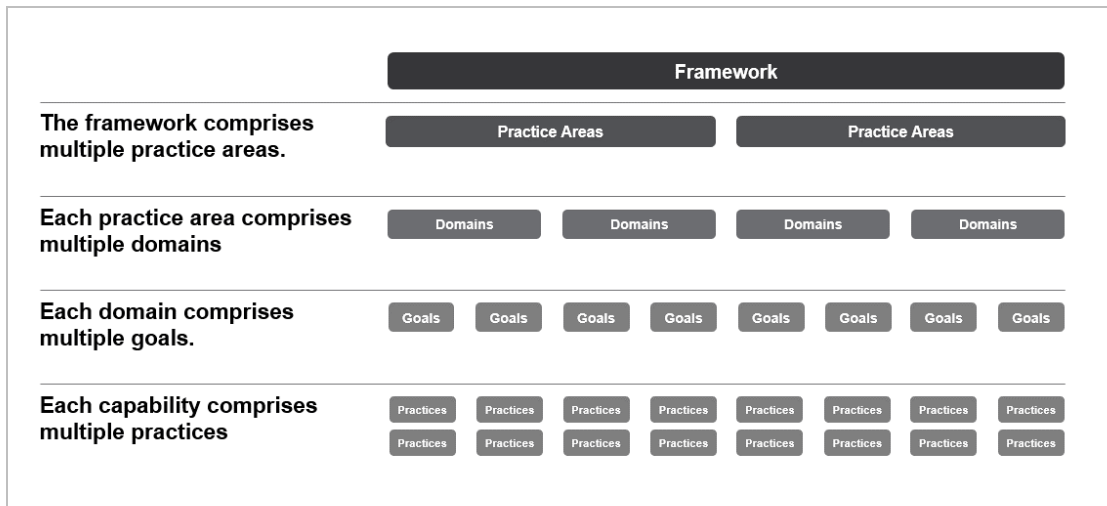 Framework
The framework comprises
multiple practice areas.
Practice Areas Practice Areas
Each practice area comprises
multiple domains
Domains Domains Domains Domains
Each domain comprises
multiple goals.
Goals Goals Goals Goals Goals Goals Goals Goals
Each capability comprises
multiple practices
Practices Practices Practices Practices Practices Practices Practices Practices
Practices Practices Practices Practices Practices Practices Practices Practices